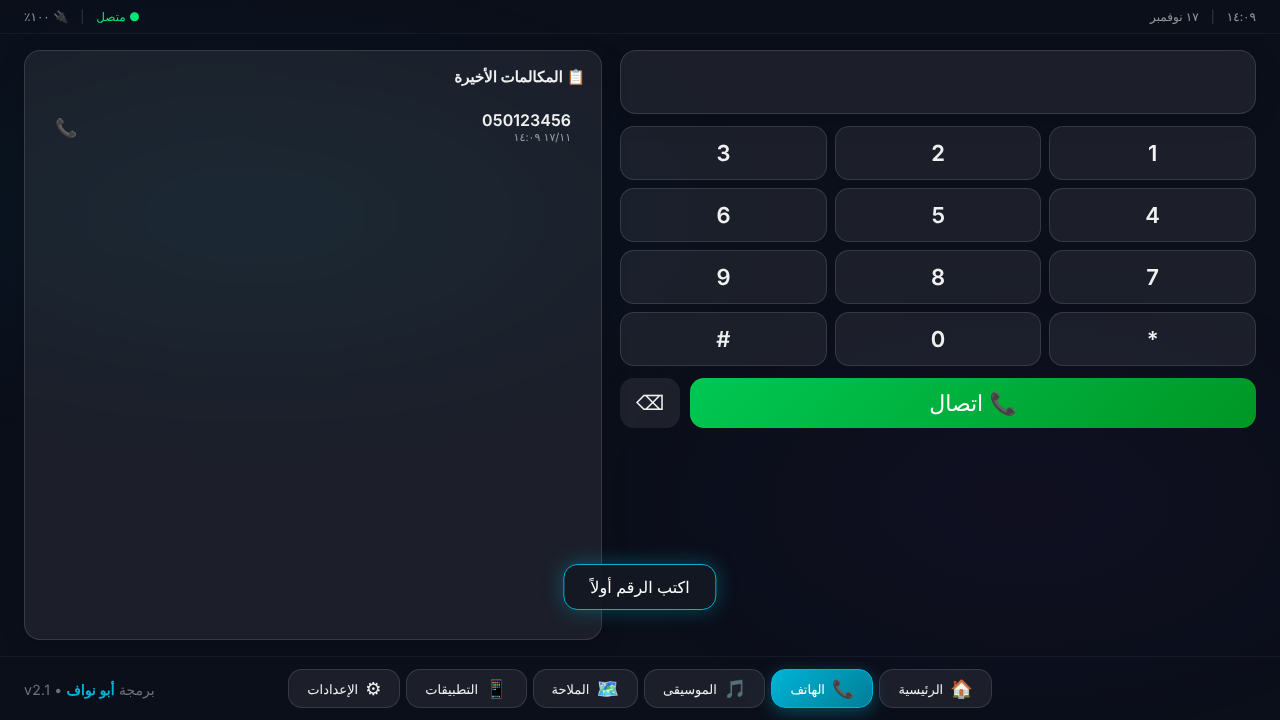 ١٤:٠٩
١٧ نوفمبر
متصل
١٠٠٪
1
2
3
4
5
6
7
8
9
*
0
#
اتصال
⌫
المكالمات الأخيرة
050123456
١٧/١١ ١٤:٠٩
اكتب الرقم أولاً
الرئيسية
الهاتف
الموسيقى
الملاحة
التطبيقات
الإعدادات
برمجة أبو نواف • v2.1